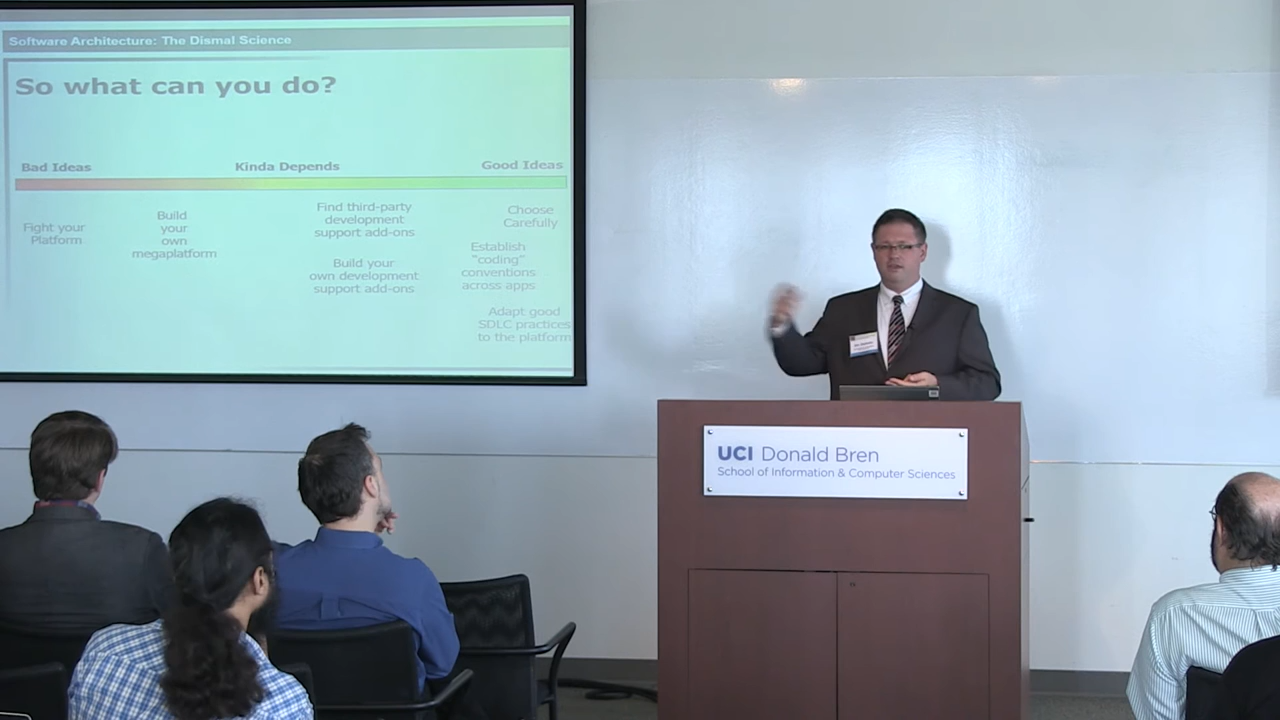 Software Architecture: The Dismal Science
So what can you do?
Bad Ideas
Kinda Depends
Good Ideas
Fight your
Platform
Build
your
own
megaplatform
Find third-party
development
support add-ons
Build your
own development
support add-ons
Choose
Carefully
Establish
"coding"
conventions
across apps
Adapt good
SDLC practices
to the platform
UCI Donald Bren
School of Information & Computer Sciences